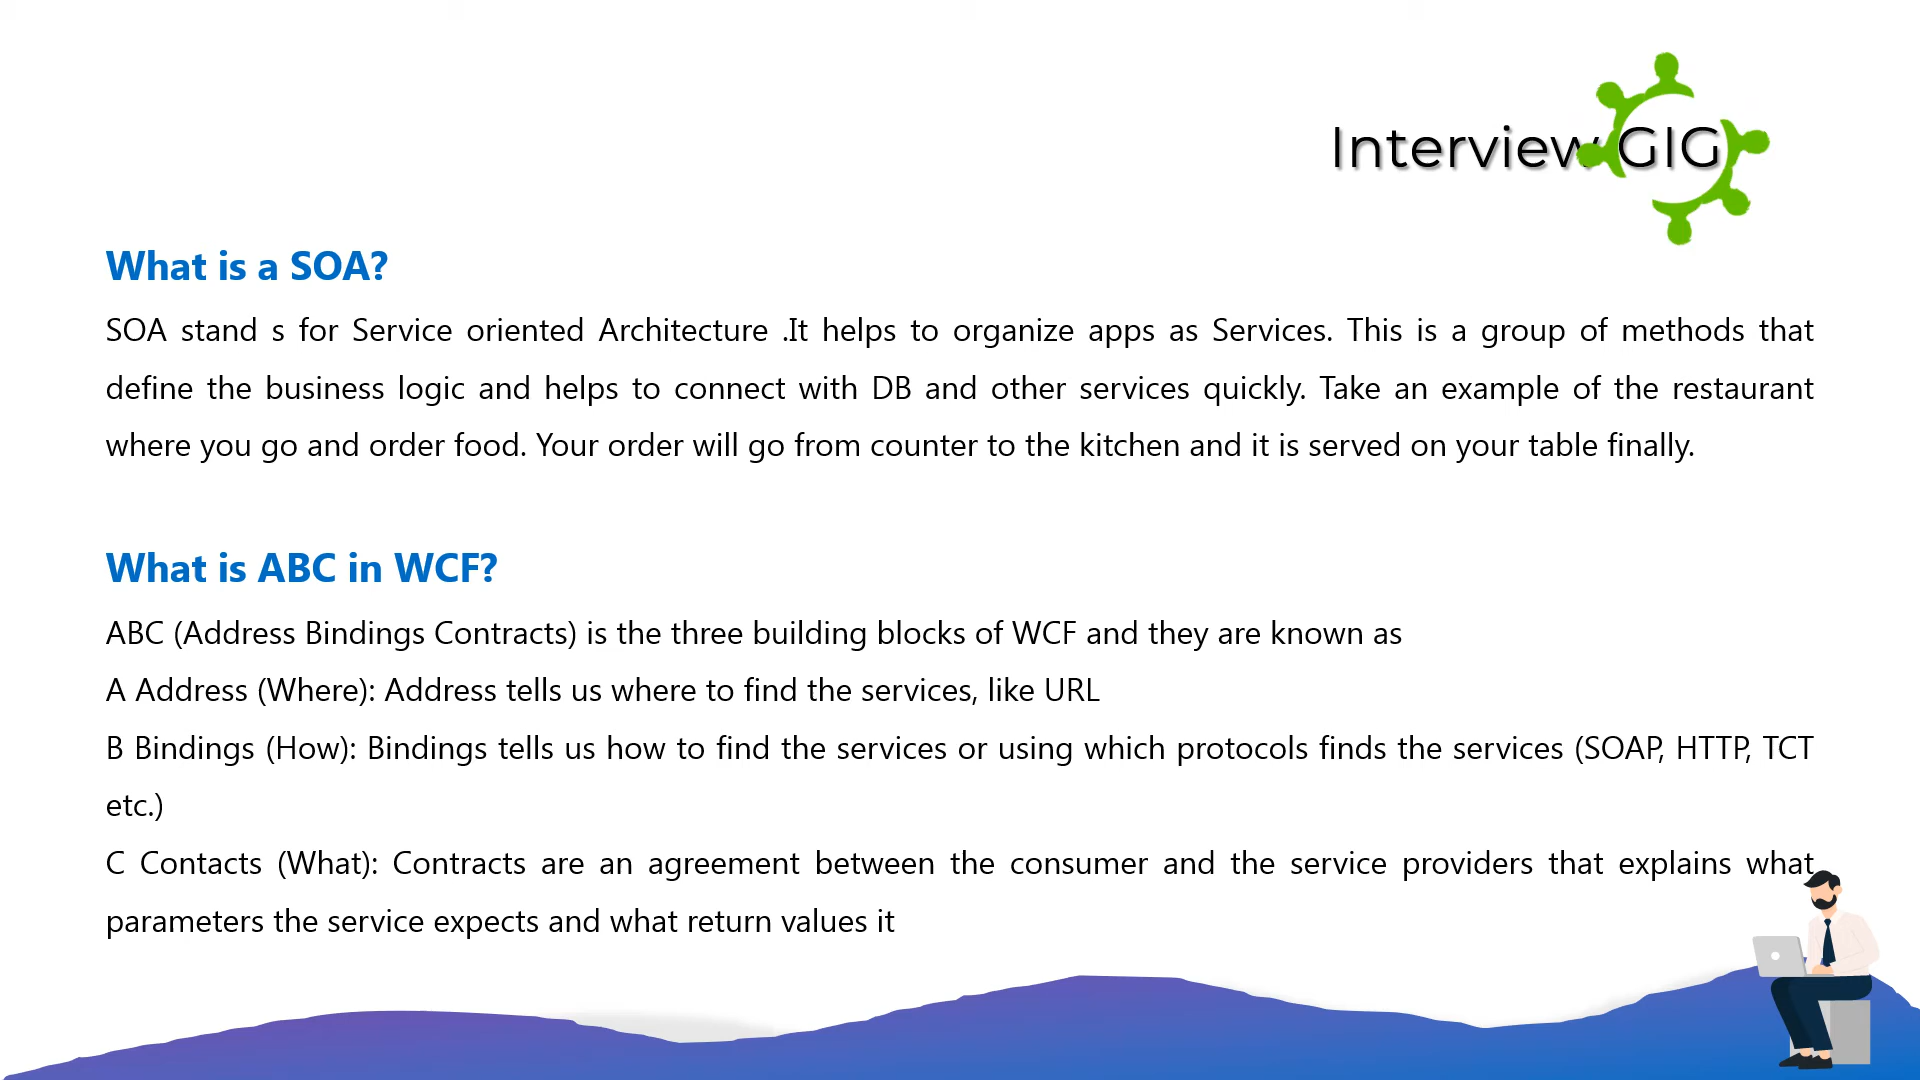 Interview GIG
What is a SOA?
SOA stand s for Service oriented Architecture .It helps to organize apps as Services. This is a group of methods that
define the business logic and helps to connect with DB and other services quickly. Take an example of the restaurant
where you go and order food. Your order will go from counter to the kitchen and it is served on your table finally.
What is ABC in WCF?
ABC (Address Bindings Contracts) is the three building blocks of WCF and they are known as
A Address (Where): Address tells us where to find the services, like URL
B Bindings (How): Bindings tells us how to find the services or using which protocols finds the services (SOAP, HTTP, TCT
etc.)
C Contacts (What): Contracts are an agreement between the consumer and the service providers that explains what
parameters the service expects and what return values it